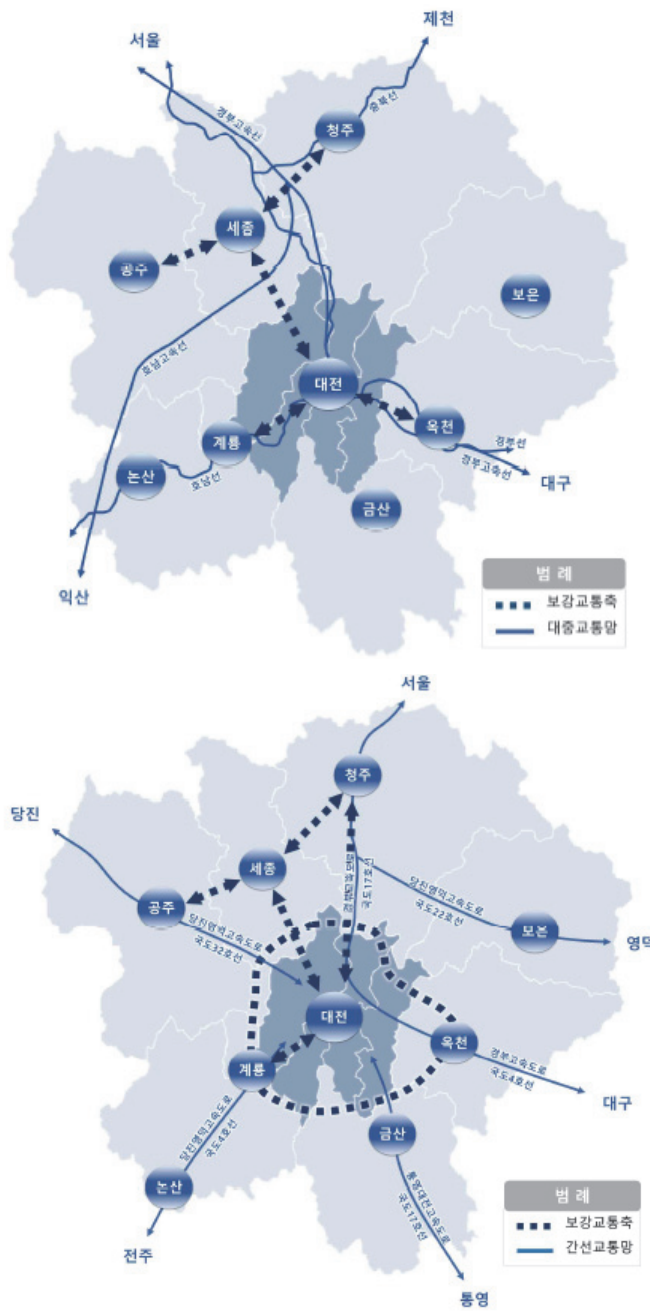 제천
서울
경부고속선
충북선
청주
세종
공주
보은
호남고속선
대전
계룡
옥천
경부선
경부고속선
논산
호남선
대구
금산
익산
범 례
보강교통축
대중교통망
서울
청주
당진
세종
경부고속도로
국도17호선
당진영덕고속도로
국도22호선
공주
당진영덕고속도로
국도32호선
보은
영덕
대전
옥천
계룡
경부고속도로
국도4호선
대구
당진영덕고속도로
국도4호선
금산
논산
통영대전고속도로
국도17호선
전주
통영
범 례
보강교통축
간선교통망